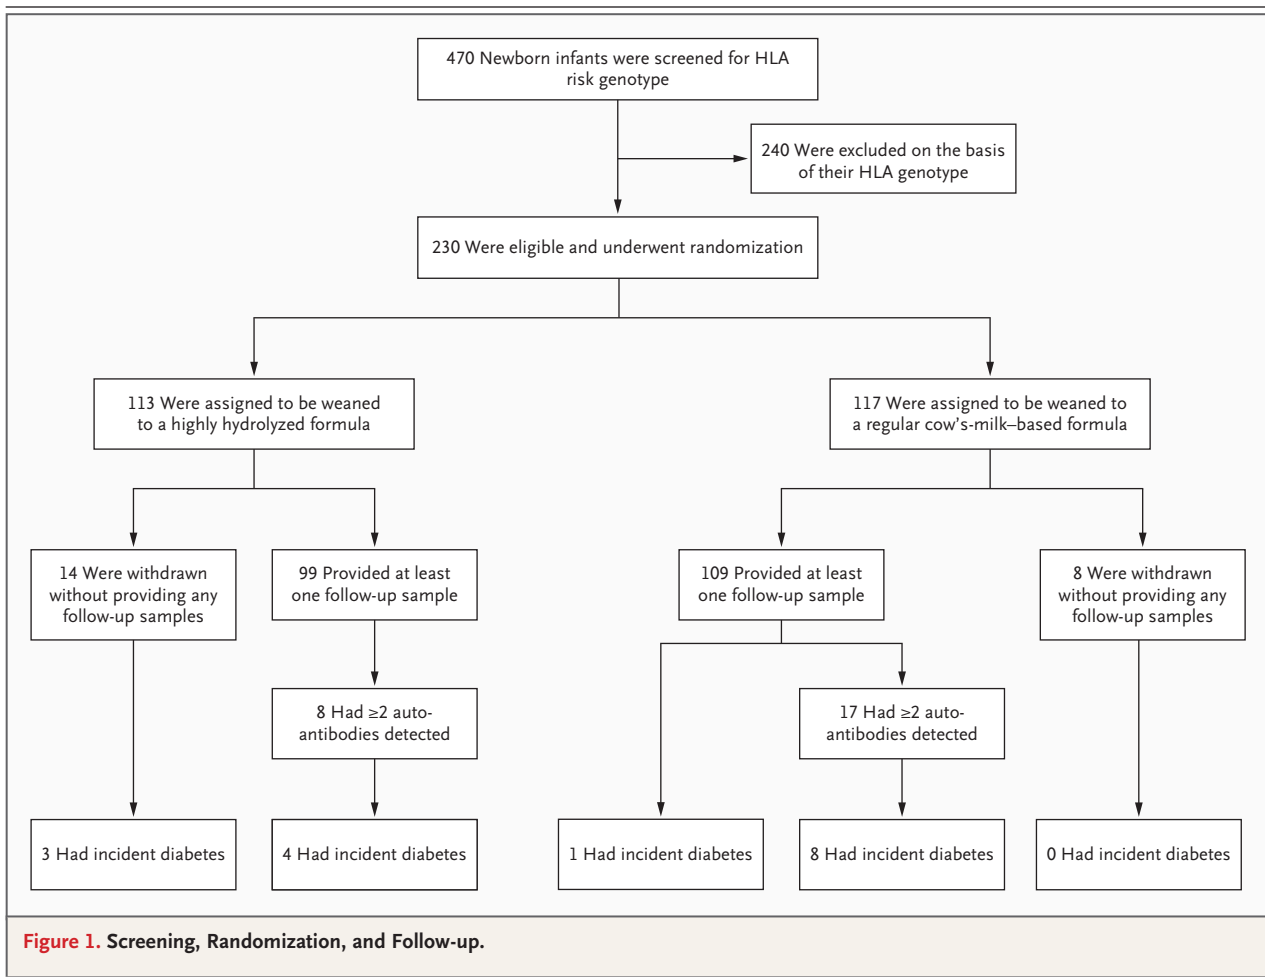 470 Newborn infants were screened for HLA
risk genotype
240 Were excluded on the basis
of their HLA genotype
230 Were eligible and underwent randomization
113 Were assigned to be weaned
to a highly hydrolyzed formula
117 Were assigned to be weaned to
a regular cow's-milk–based formula
14 Were withdrawn
without providing any
follow-up samples
99 Provided at least
one follow-up sample
109 Provided at least
one follow-up sample
8 Were withdrawn
without providing any
follow-up samples
8 Had ≥2 auto-
antibodies detected
17 Had ≥2 auto-
antibodies detected
3 Had incident diabetes
4 Had incident diabetes
1 Had incident diabetes
8 Had incident diabetes
0 Had incident diabetes
Figure 1. Screening, Randomization, and Follow-up.